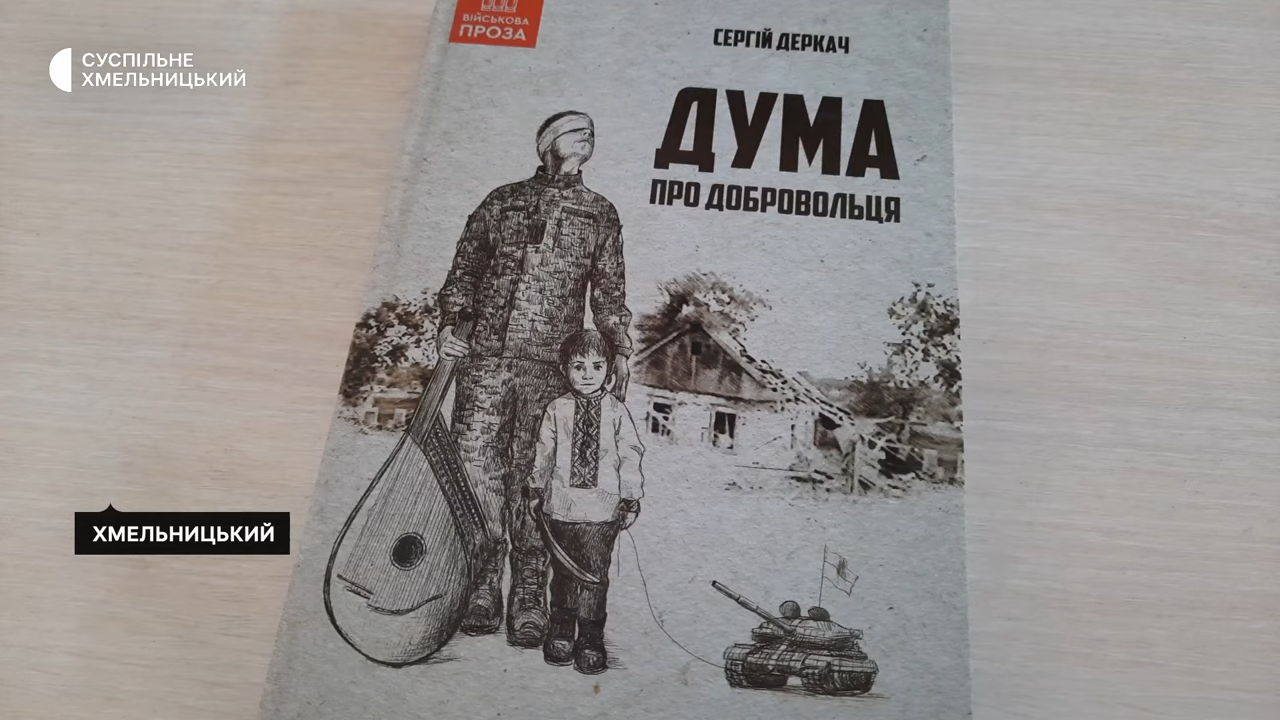 СУСПІЛЬНЕ
ХМЕЛЬНИЦЬКИЙ
ВІЙСЬКОВА
ПРОЗА
СЕРГІЙ ДЕРКАЧ
ДУМА
ПРО ДОБРОВОЛЬЦЯ
ХМЕЛЬНИЦЬКИЙ